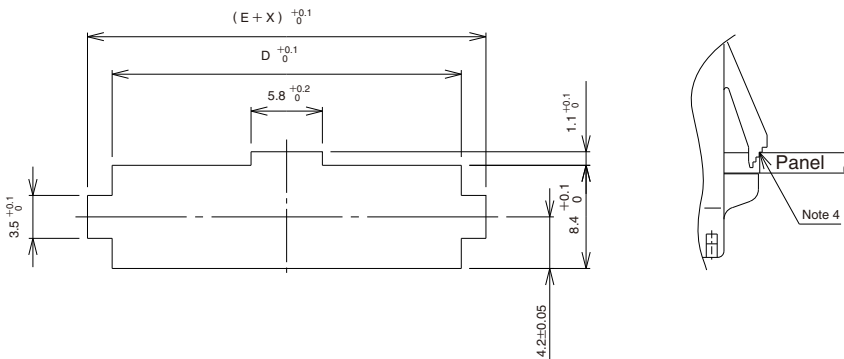 ( E + X ) +0.1 0
D +0.1 0
5.8 +0.2 0
1.1 +0.1 0
3.5 +0.1 0
8.4 +0.1 0
4.2±0.05
Panel
Note 4